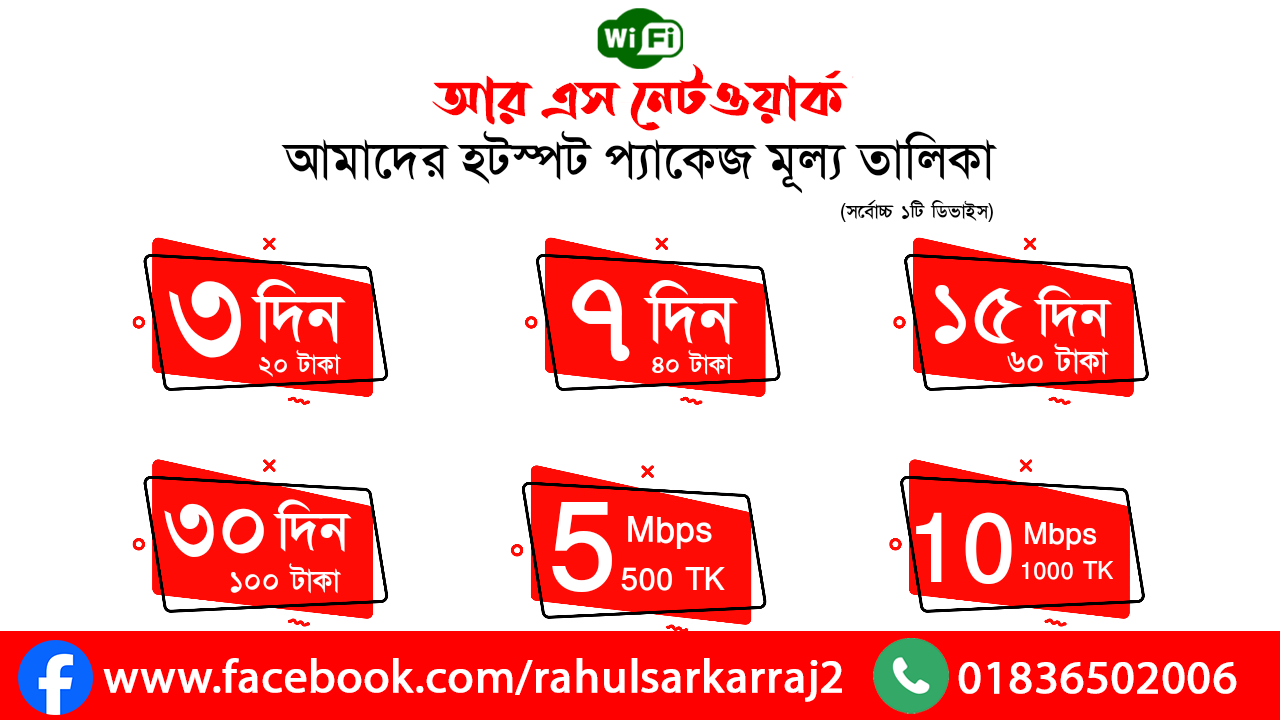 WiFi
আর এস নেটওয়ার্ক
আমাদের হটস্পট প্যাকেজ মূল্য তালিকা
(সর্বোচ্চ ১টি ডিভাইস)
৩ দিন
২০ টাকা
৭ দিন
৪০ টাকা
১৫ দিন
৬০ টাকা
৩০ দিন
১০০ টাকা
5 Mbps
500 TK
10 Mbps
1000 TK
www.facebook.com/rahulsarkarraj2
01836502006